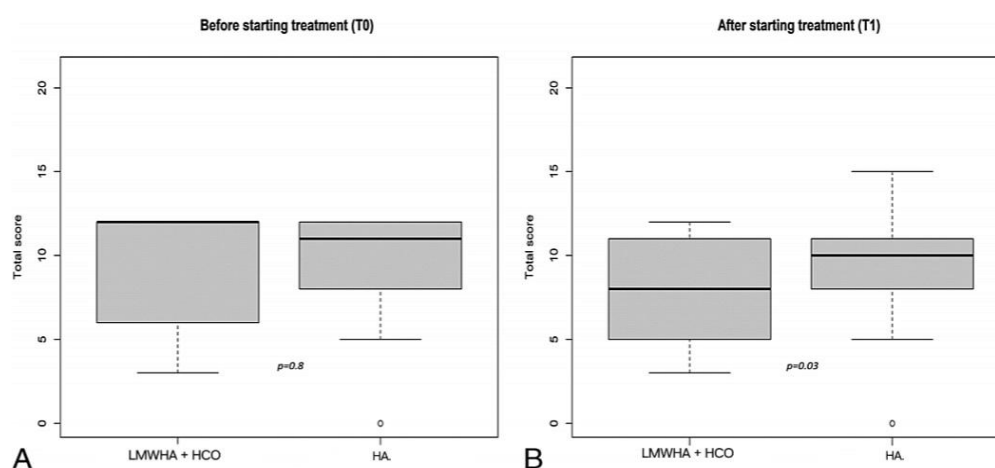 Before starting treatment (T0)
Total score
20
15
10
5
0
p=0.8
LMWHA + HCO
HA.
A
After starting treatment (T1)
Total score
20
15
10
5
0
p=0.03
LMWHA + HCO
HA.
B